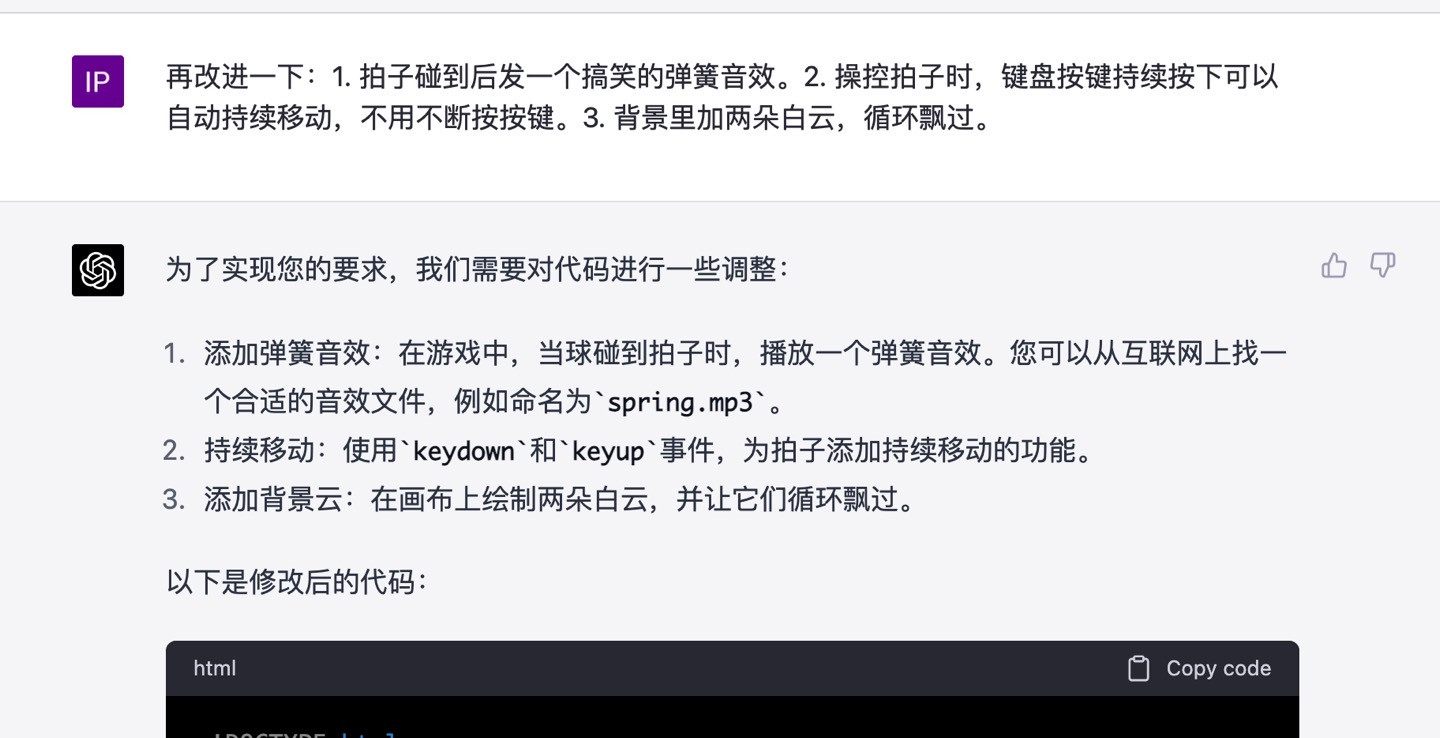 IP
再改进一下：1. 拍子碰到后发一个搞笑的弹簧音效。2. 操控拍子时，键盘按键持续按下可以
自动持续移动，不用不断按按键。3. 背景里加两朵白云，循环飘过。
为了实现您的要求，我们需要对代码进行一些调整：
1. 添加弹簧音效：在游戏中，当球碰到拍子时，播放一个弹簧音效。您可以从互联网上找一
个合适的音效文件，例如命名为`spring.mp3`。
2. 持续移动：使用`keydown`和`keyup`事件，为拍子添加持续移动的功能。
3. 添加背景云：在画布上绘制两朵白云，并让它们循环飘过。
以下是修改后的代码：
html
Copy code
<!DOCTYPE html>